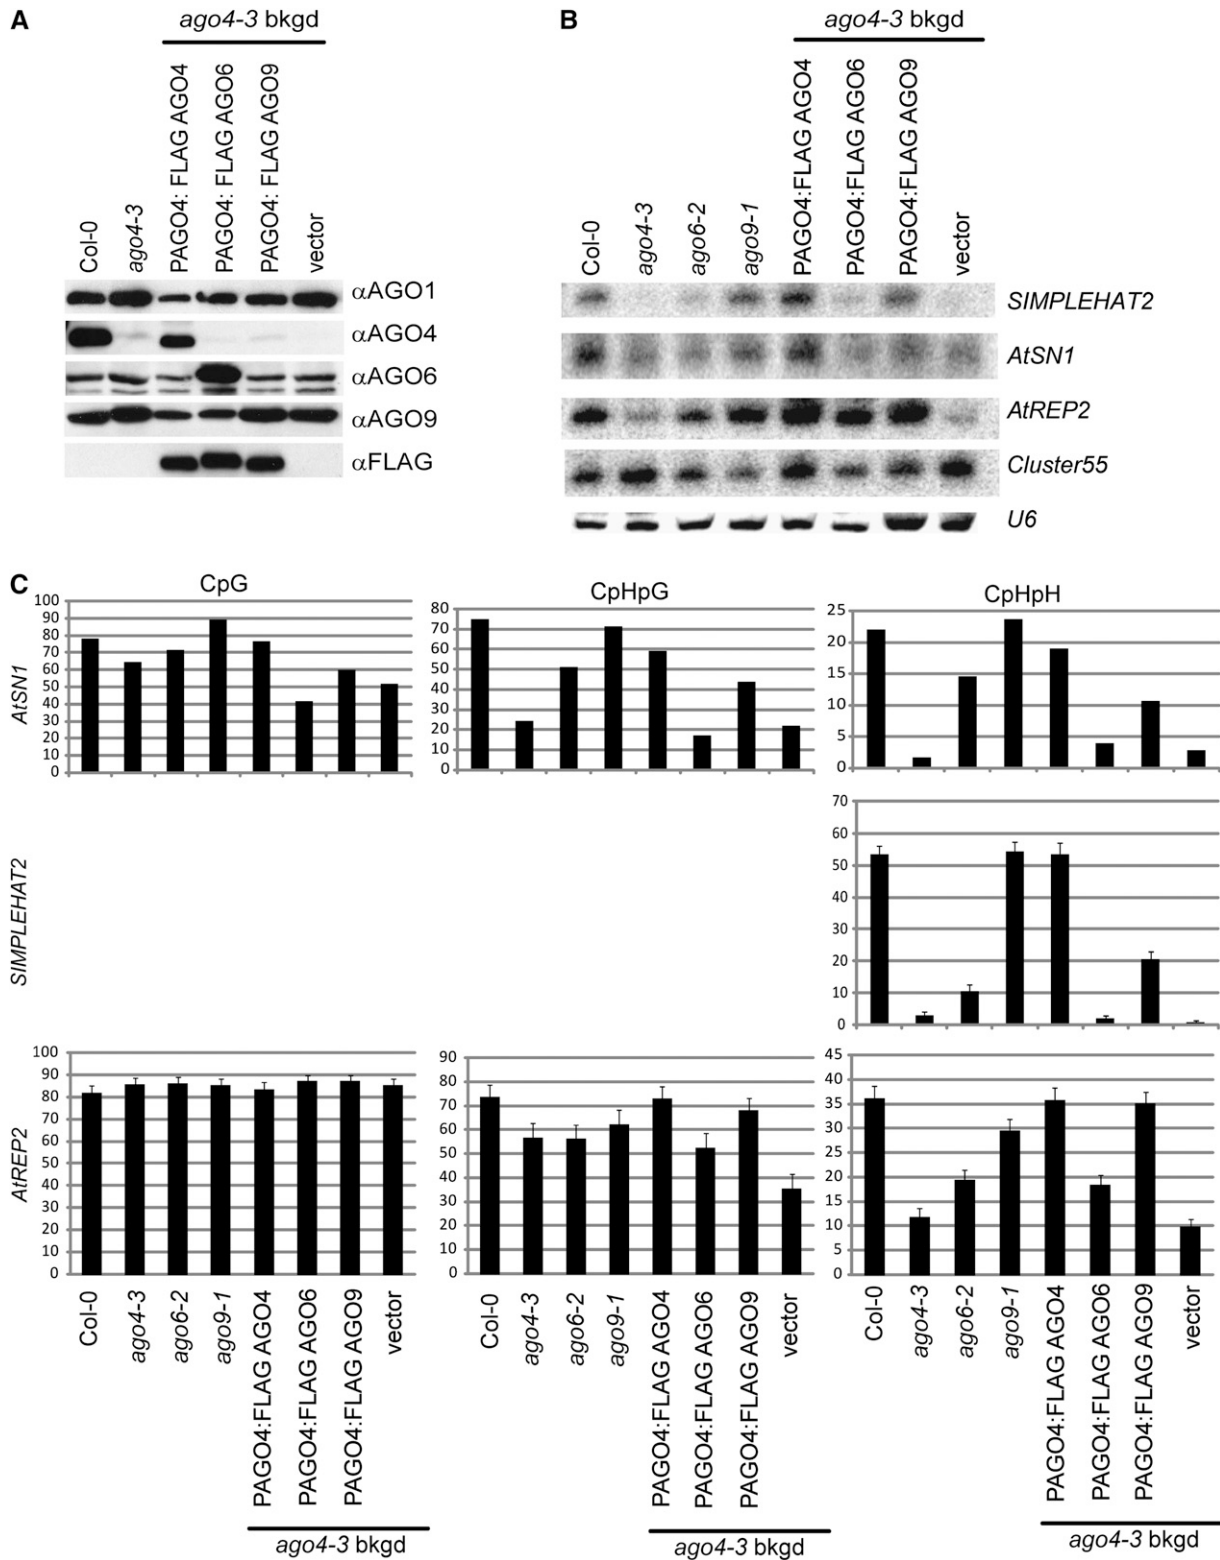 A
ago4-3 bkgd
Col-0
ago4-3
PAGO4: FLAG AGO4
PAGO4: FLAG AGO6
PAGO4: FLAG AGO9
vector
αAGO1
αAGO4
αAGO6
αAGO9
αFLAG
B
ago4-3 bkgd
Col-0
ago4-3
ago6-2
ago9-1
PAGO4:FLAG AGO4
PAGO4:FLAG AGO6
PAGO4:FLAG AGO9
vector
SIMPLEHAT2
AtSN1
AtREP2
Cluster55
U6
C
CpG
CpHpG
CpHpH
AtSN1
100
90
80
70
60
50
40
30
20
10
0
80
70
60
50
40
30
20
10
0
25
20
15
10
5
0
SIMPLEHAT2
70
60
50
40
30
20
10
0
AtREP2
100
90
80
70
60
50
40
30
20
10
0
90
80
70
60
50
40
30
20
10
0
45
40
35
30
25
20
15
10
5
0
Col-0
ago4-3
ago6-2
ago9-1
PAGO4:FLAG AGO4
PAGO4:FLAG AGO6
PAGO4:FLAG AGO9
vector
ago4-3 bkgd
Col-0
ago4-3
ago6-2
ago9-1
PAGO4:FLAG AGO4
PAGO4:FLAG AGO6
PAGO4:FLAG AGO9
vector
ago4-3 bkgd
Col-0
ago4-3
ago6-2
ago9-1
PAGO4:FLAG AGO4
PAGO4:FLAG AGO6
PAGO4:FLAG AGO9
vector
ago4-3 bkgd